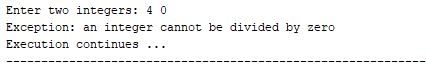 Enter two integers: 4 0
Exception: an integer cannot be divided by zero
Execution continues ...
------------------------------------------------------------